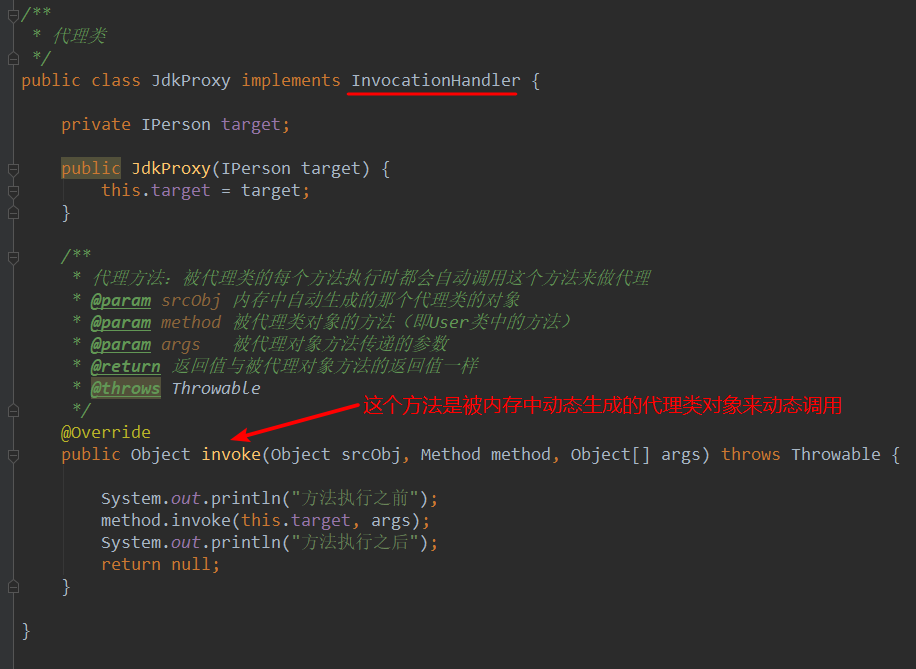 /**
 * 代理类
 */
public class JdkProxy implements InvocationHandler {
    private IPerson target;
    public JdkProxy(IPerson target) {
        this.target = target;
    }
    /**
     * 代理方法：被代理类的每个方法执行时都会自动调用这个方法来做代理
     * @param srcObj 内存中自动生成的那个代理类的对象
     * @param method 被代理类对象的方法（即User类中的方法）
     * @param args   被代理对象方法传递的参数
     * @return 返回值与被代理对象方法的返回值一样
     * @throws Throwable
     */
这个方法是被内存中动态生成的代理类对象来动态调用
    @Override
    public Object invoke(Object srcObj, Method method, Object[] args) throws Throwable {
        System.out.println("方法执行之前");
        method.invoke(this.target, args);
        System.out.println("方法执行之后");
        return null;
    }
}